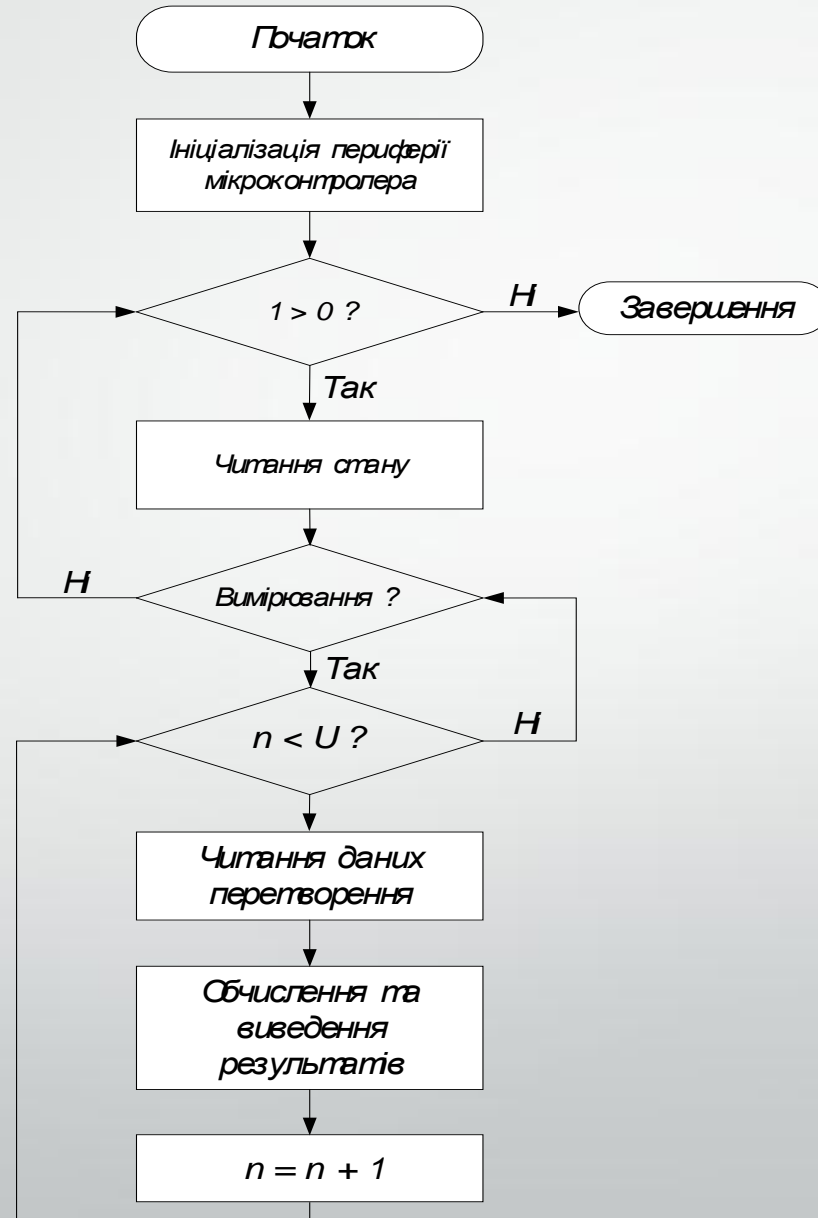 Початок
Ініціалізація периферії
мікроконтролера
1 > 0 ?
Ні
Завершення
Так
Читання стану
Ні
Вимірювання ?
Так
n < U ?
Ні
Читання даних
перетворення
Обчислення та
виведення
результатів
n = n + 1